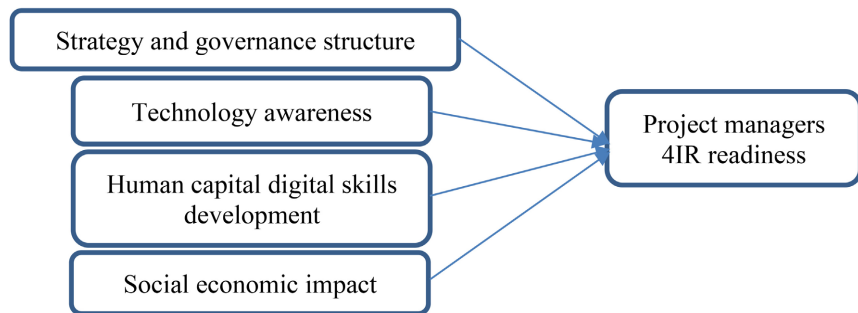 Strategy and governance structure
Technology awareness
Human capital digital skills
development
Social economic impact
Project managers
4IR readiness